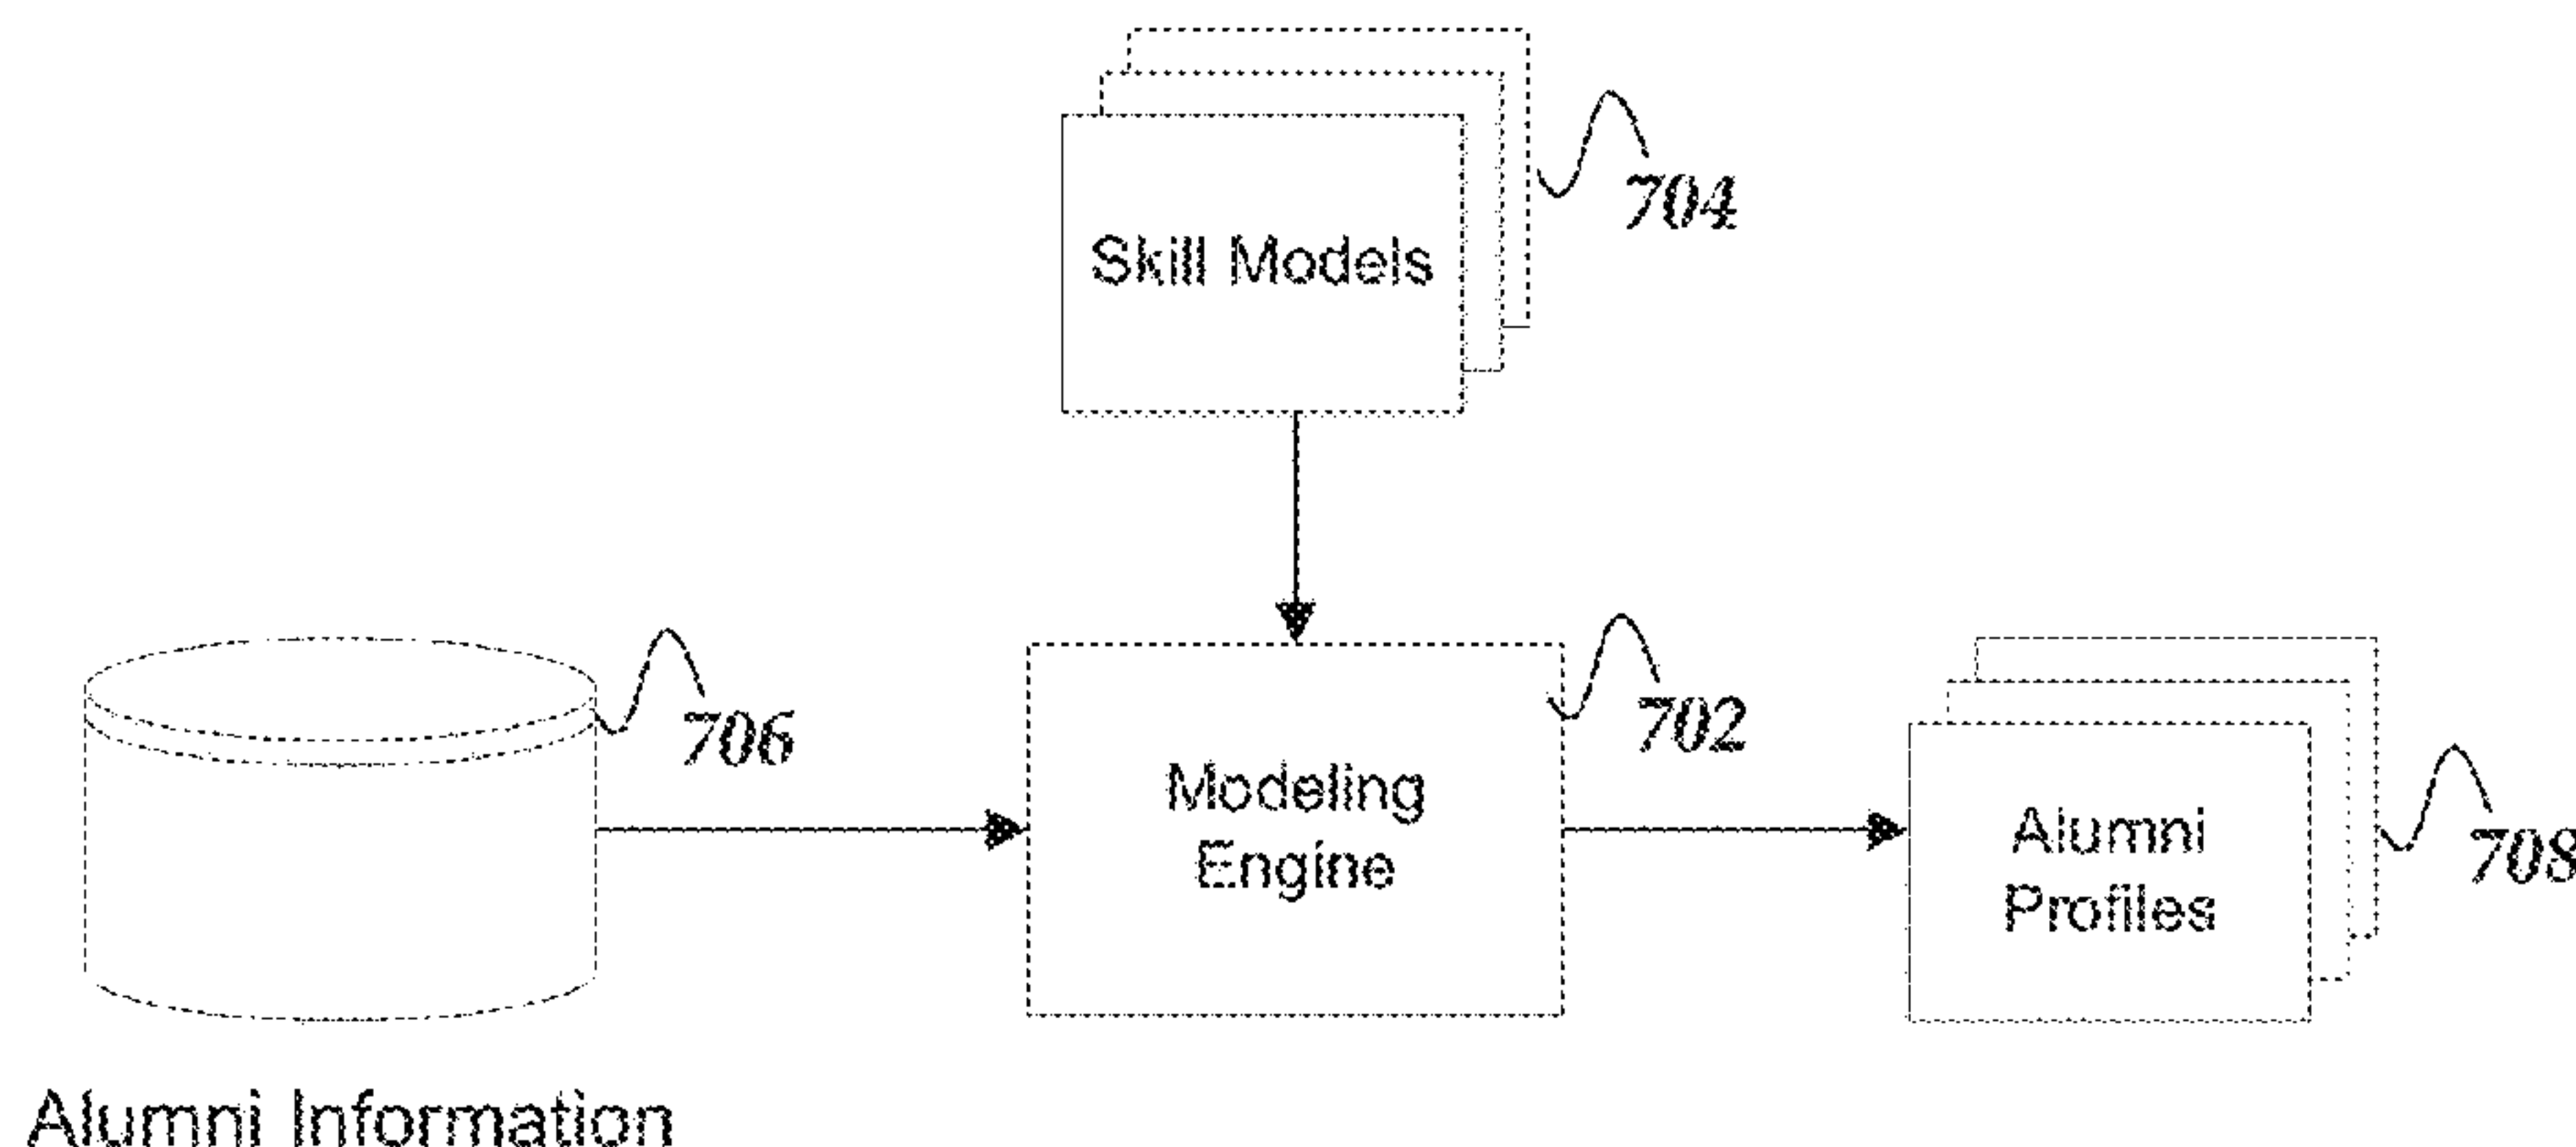 704
Skill Models
706
702
Modeling
Engine
708
Alumni
Profiles
Alumni Information